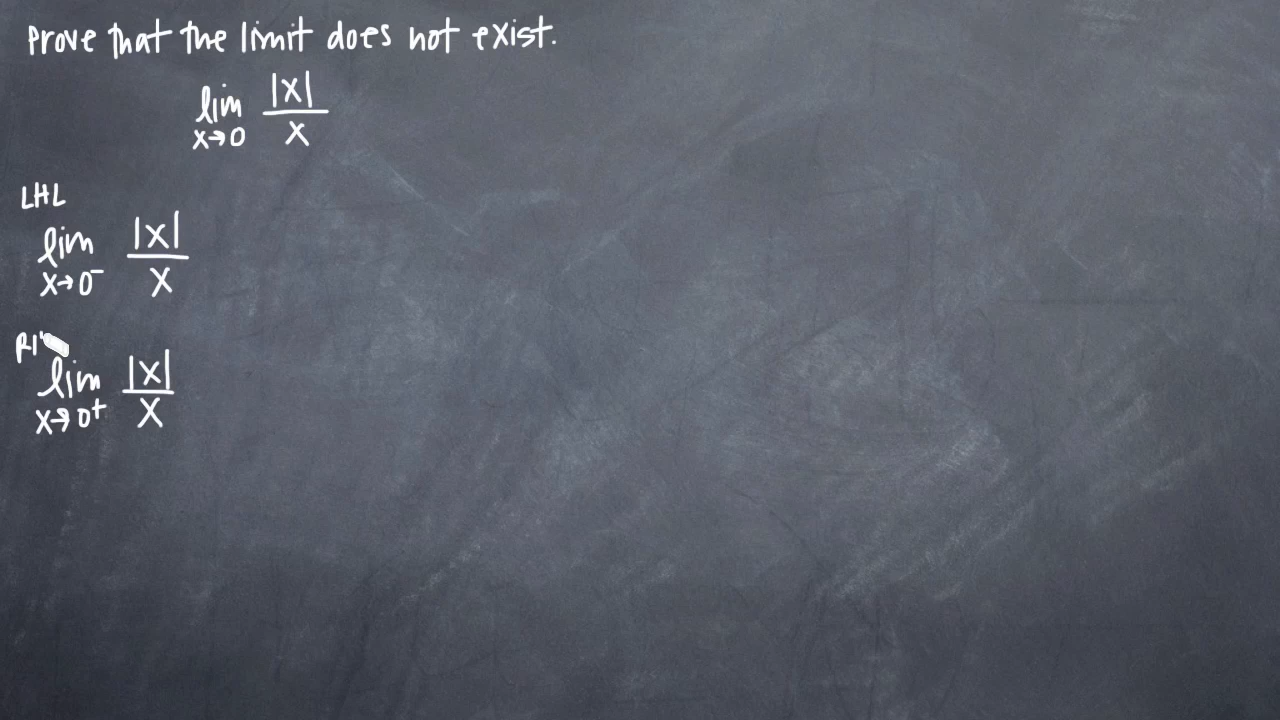 Prove that the limit does not exist.
lim |x|
x→0 x
LHL
lim |x|
x→0⁻ x
lim |x|
x→0⁺ x